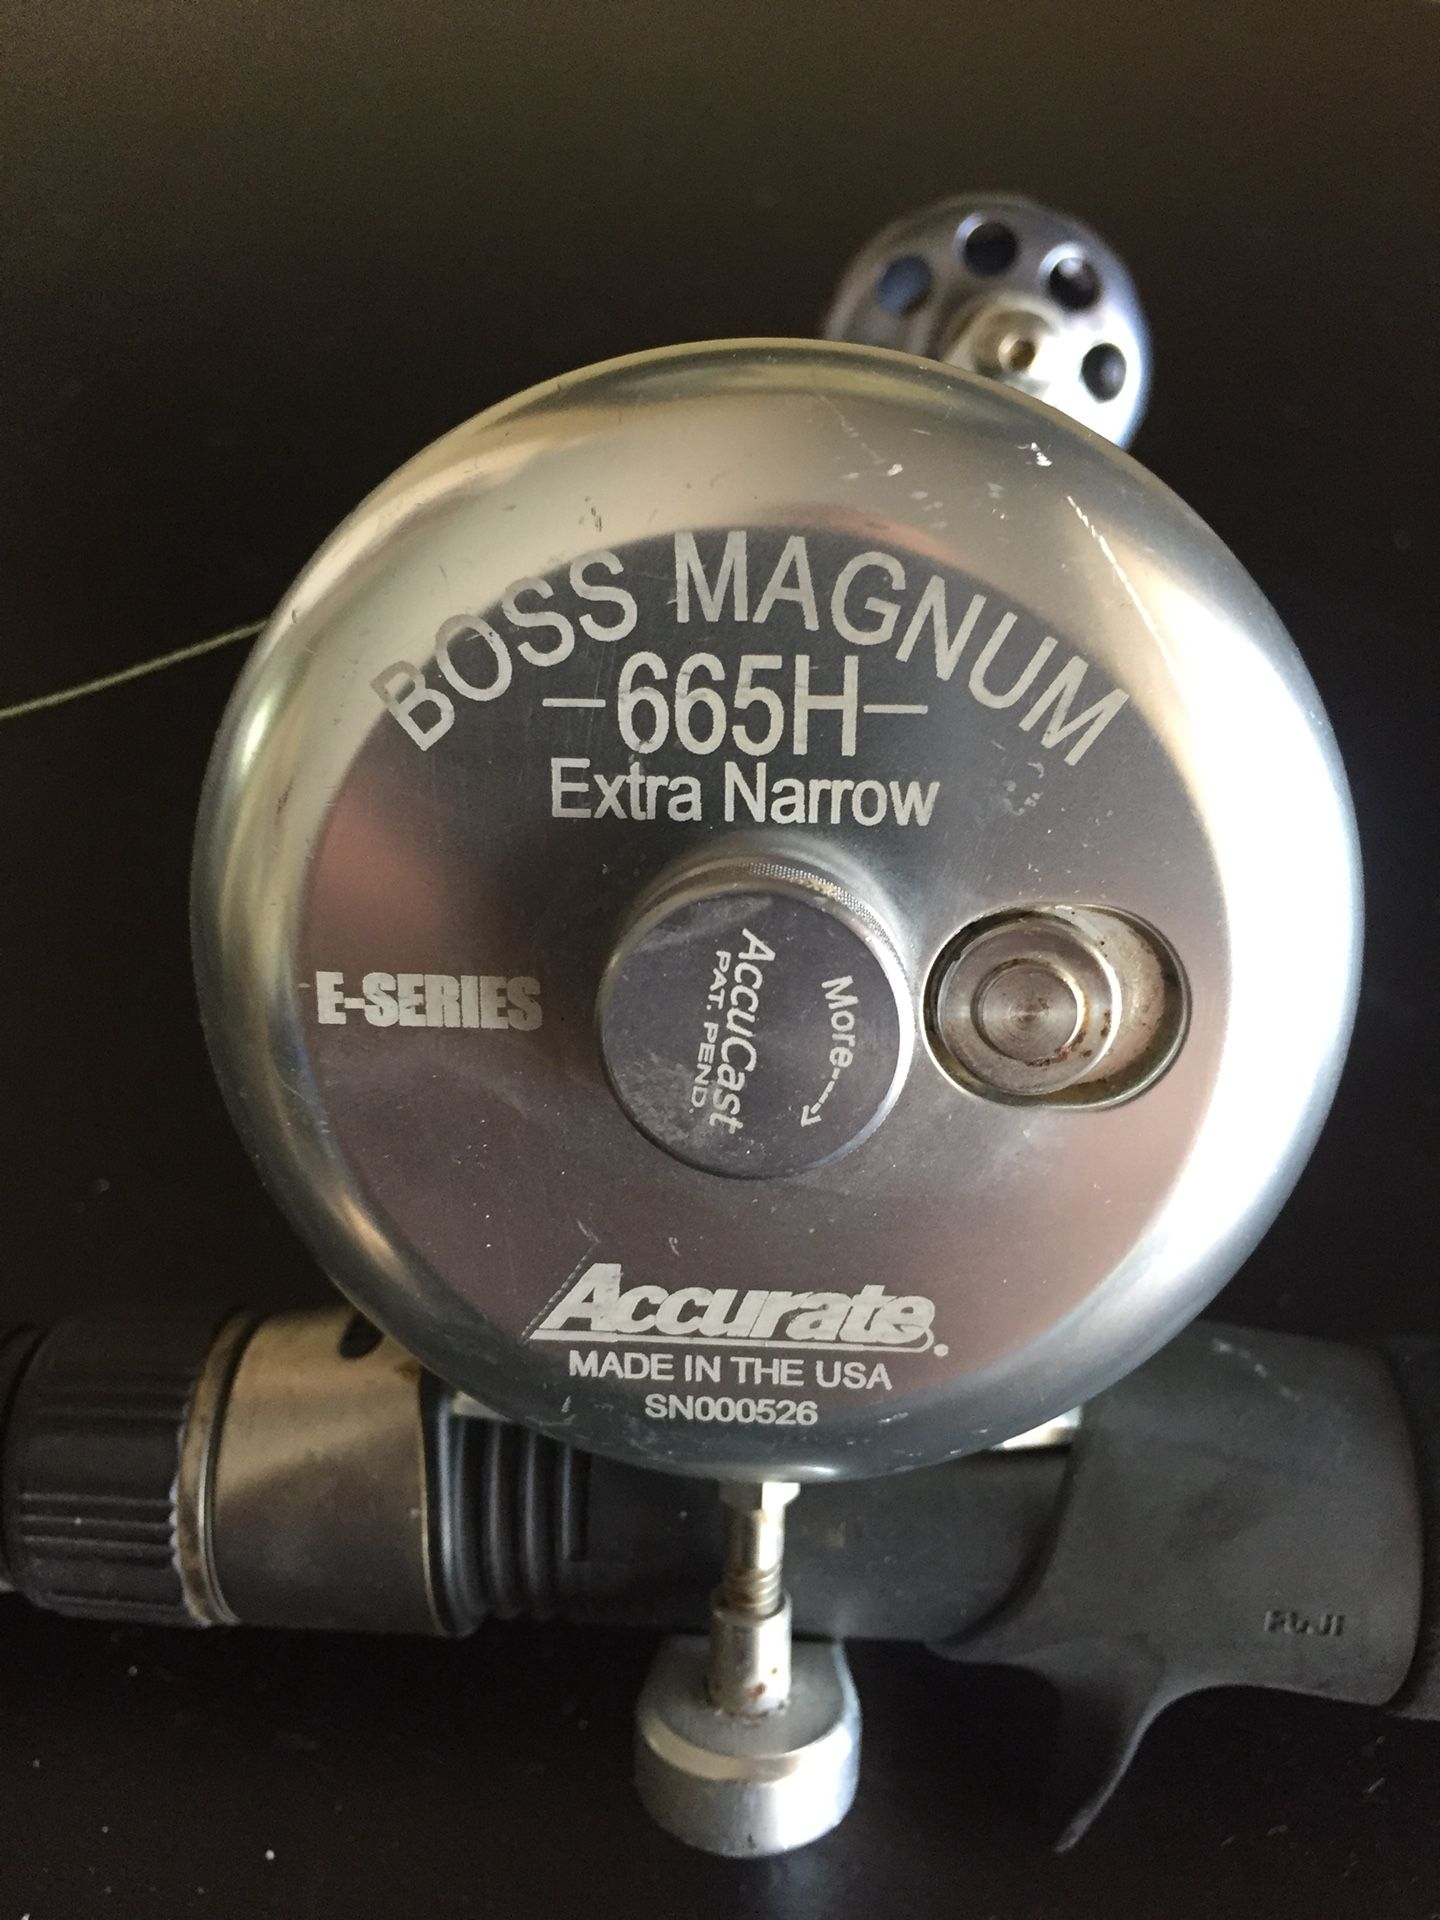 BOSS MAGNUM
-665H-
Extra Narrow
E-SERIES
AccuCast
PAT. PEND.
More--->
Accurate®
MADE IN THE USA
SN000526
FUJI